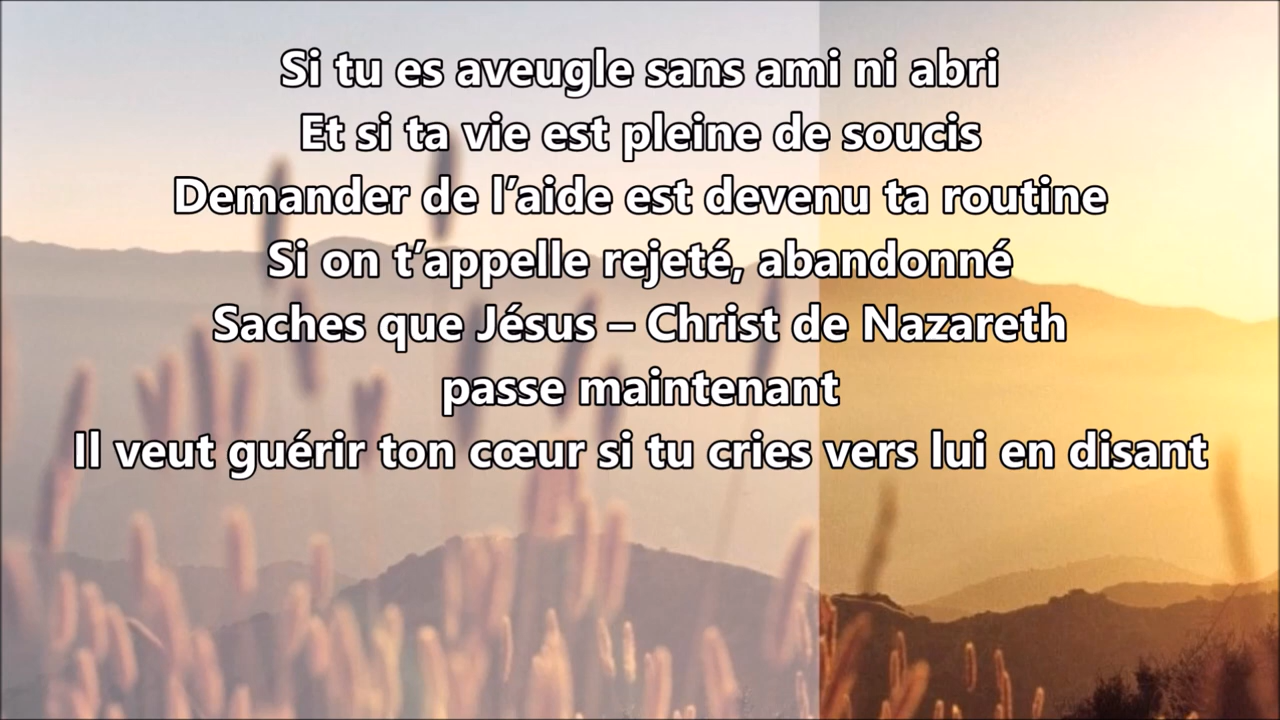 Si tu es aveugle sans ami ni abri
Et si ta vie est pleine de soucis
Demander de l’aide est devenu ta routine
Si on t’appelle rejeté, abandonné
Saches que Jésus – Christ de Nazareth
passe maintenant
Il veut guérir ton cœur si tu cries vers lui en disant